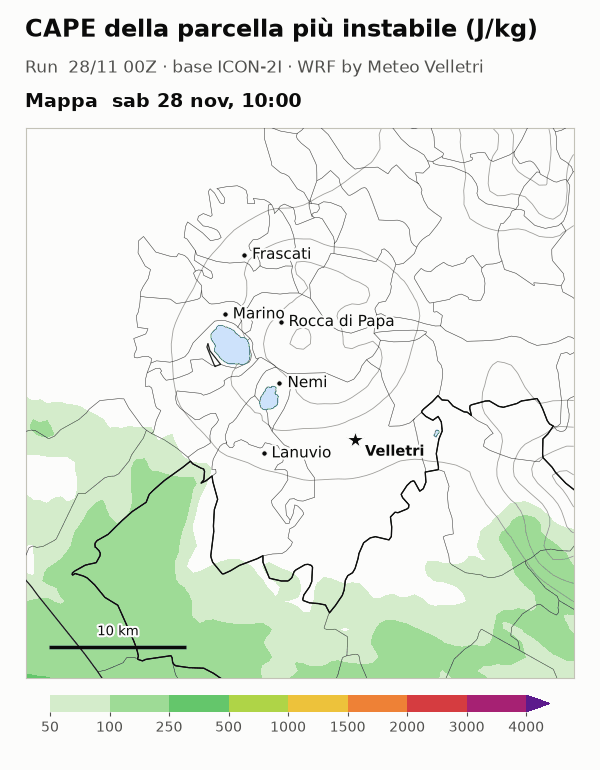 CAPE della parcella più instabile (J/kg)
Run  28/11 00Z · base ICON-2I · WRF by Meteo Velletri
Mappa  sab 28 nov, 10:00
Frascati
Marino
Rocca di Papa
Nemi
Velletri
Lanuvio
10 km
50 100 250 500 1000 1500 2000 3000 4000